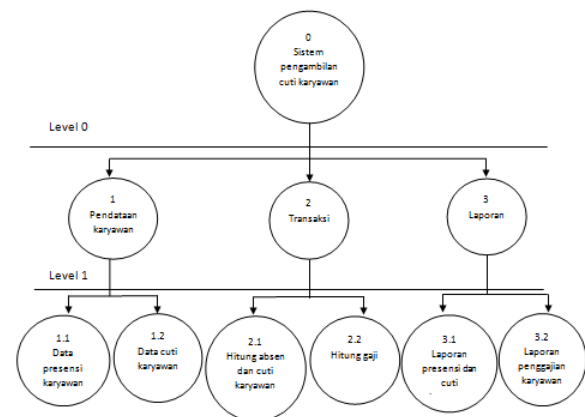 0
Sistem
pengambilan
cuti karyawan
Level 0
1
Pendataan
karyawan
2
Transaksi
3
Laporan
Level 1
1.1
Data
presensi
karyawan
1.2
Data cuti
karyawan
2.1
Hitung absen
dan cuti
karyawan
2.2
Hitung gaji
3.1
Laporan
presensi dan
cuti
.
3.2
Laporan
penggajian
karyawan